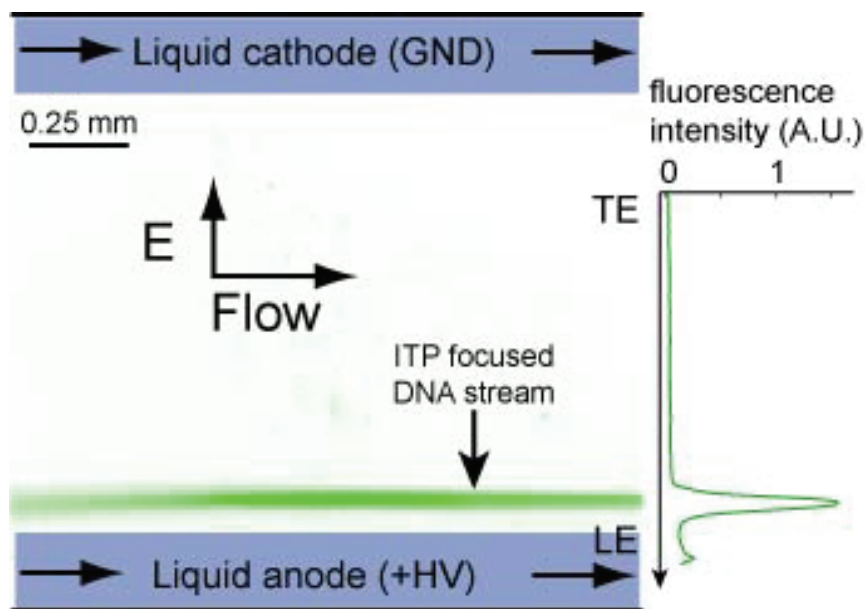 Liquid cathode (GND)
0.25 mm
fluorescence
intensity (A.U.)
0 1
TE
E
Flow
ITP focused
DNA stream
LE
Liquid anode (+HV)